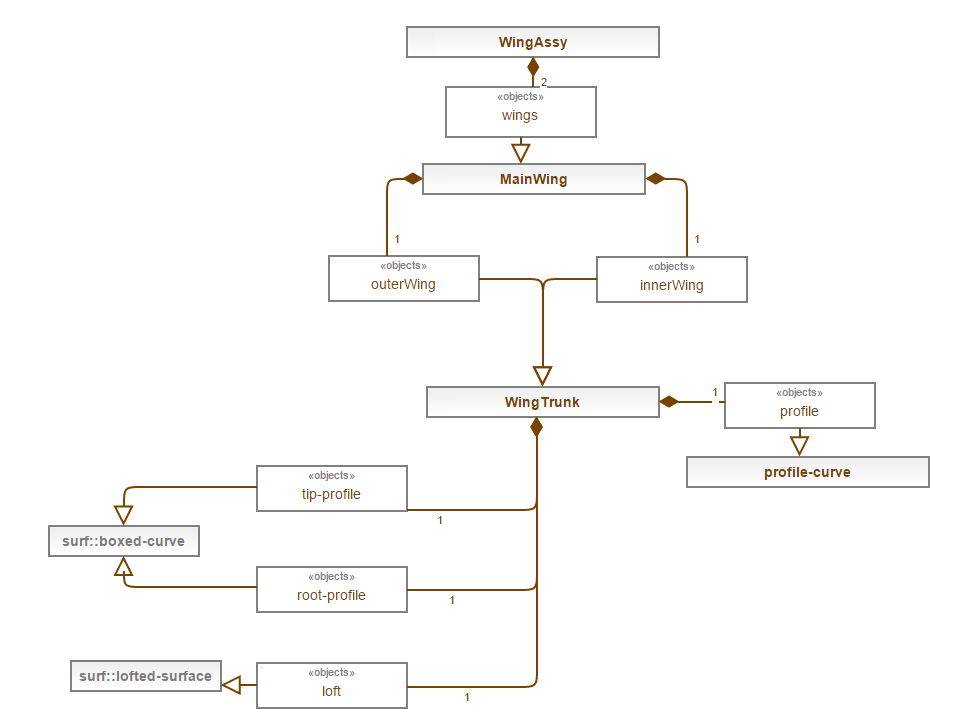 WingAssy
2
«objects»
wings
MainWing
1
1
«objects»
outerWing
«objects»
innerWing
WingTrunk
1
«objects»
profile
profile-curve
«objects»
tip-profile
1
surf::boxed-curve
«objects»
root-profile
1
surf::lofted-surface
«objects»
loft
1